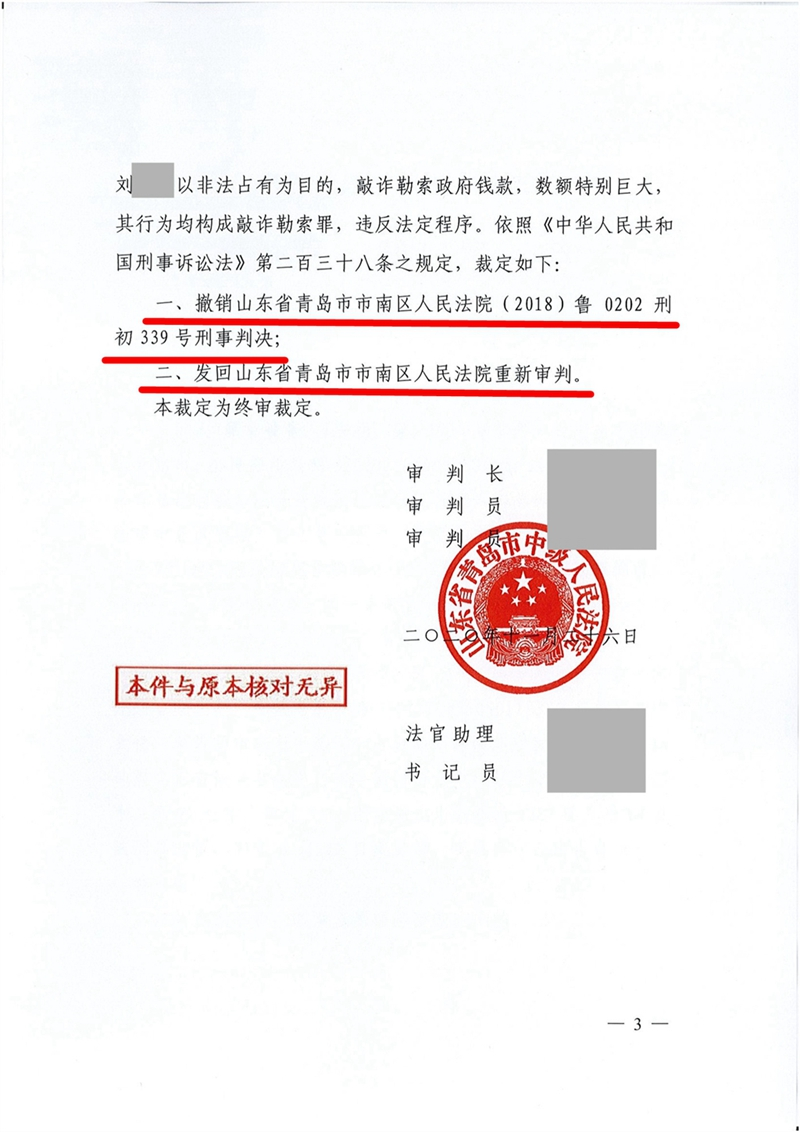 刘 以非法占有为目的，敲诈勒索政府钱款，数额特别巨大，
其行为均构成敲诈勒索罪，违反法定程序。依照《中华人民共和
国刑事诉讼法》第二百三十八条之规定，裁定如下：
一、撤销山东省青岛市市南区人民法院（2018）鲁 0202 刑
初 339 号刑事判决；
二、发回山东省青岛市市南区人民法院重新审判。
本裁定为终审裁定。
审 判 长
审 判 员
审 判 员
山东省青岛市中级人民法院
二〇二〇年十一月 十六日
本件与原本核对无异
法官助理
书 记 员
— 3 —